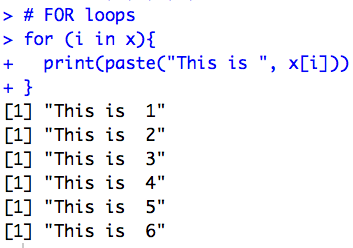 > # FOR loops
> for (i in x){
+   print(paste("This is ", x[i]))
+ }
[1] "This is  1"
[1] "This is  2"
[1] "This is  3"
[1] "This is  4"
[1] "This is  5"
[1] "This is  6"